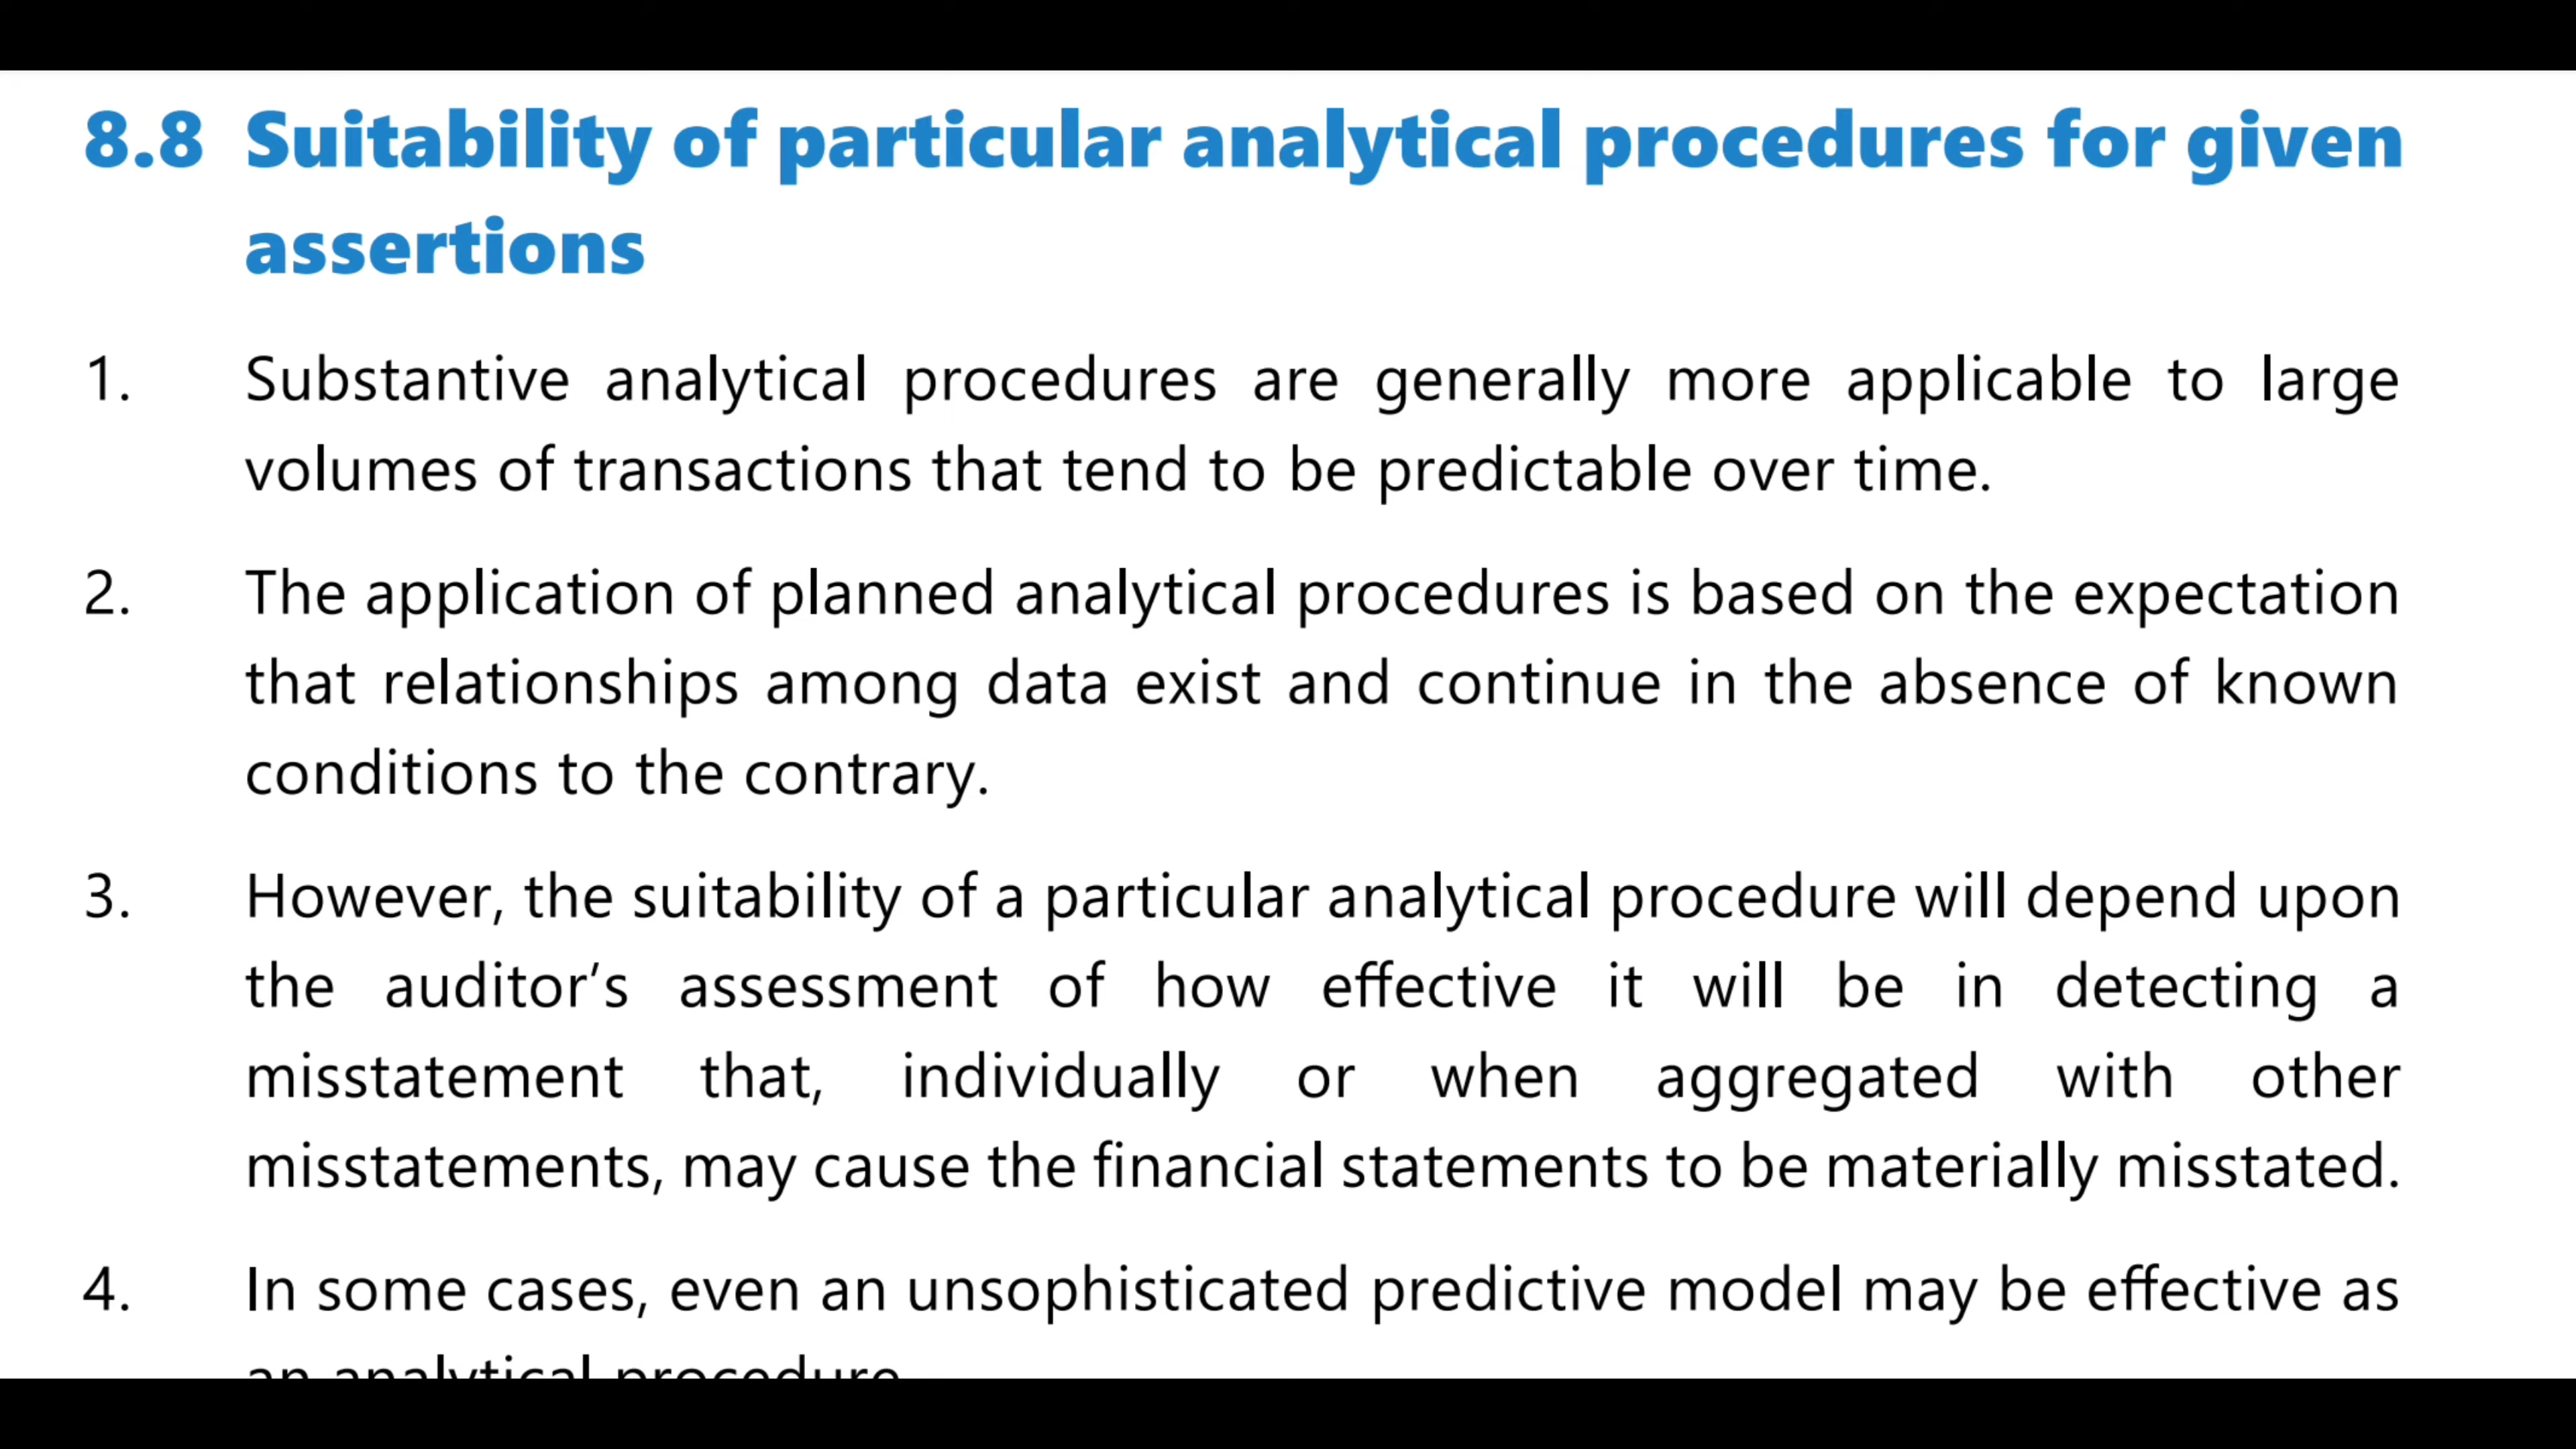 8.8 Suitability of particular analytical procedures for given
assertions
1. Substantive analytical procedures are generally more applicable to large
volumes of transactions that tend to be predictable over time.
2. The application of planned analytical procedures is based on the expectation
that relationships among data exist and continue in the absence of known
conditions to the contrary.
3. However, the suitability of a particular analytical procedure will depend upon
the auditor’s assessment of how effective it will be in detecting a
misstatement that, individually or when aggregated with other
misstatements, may cause the financial statements to be materially misstated.
4. In some cases, even an unsophisticated predictive model may be effective as
an analytical procedure